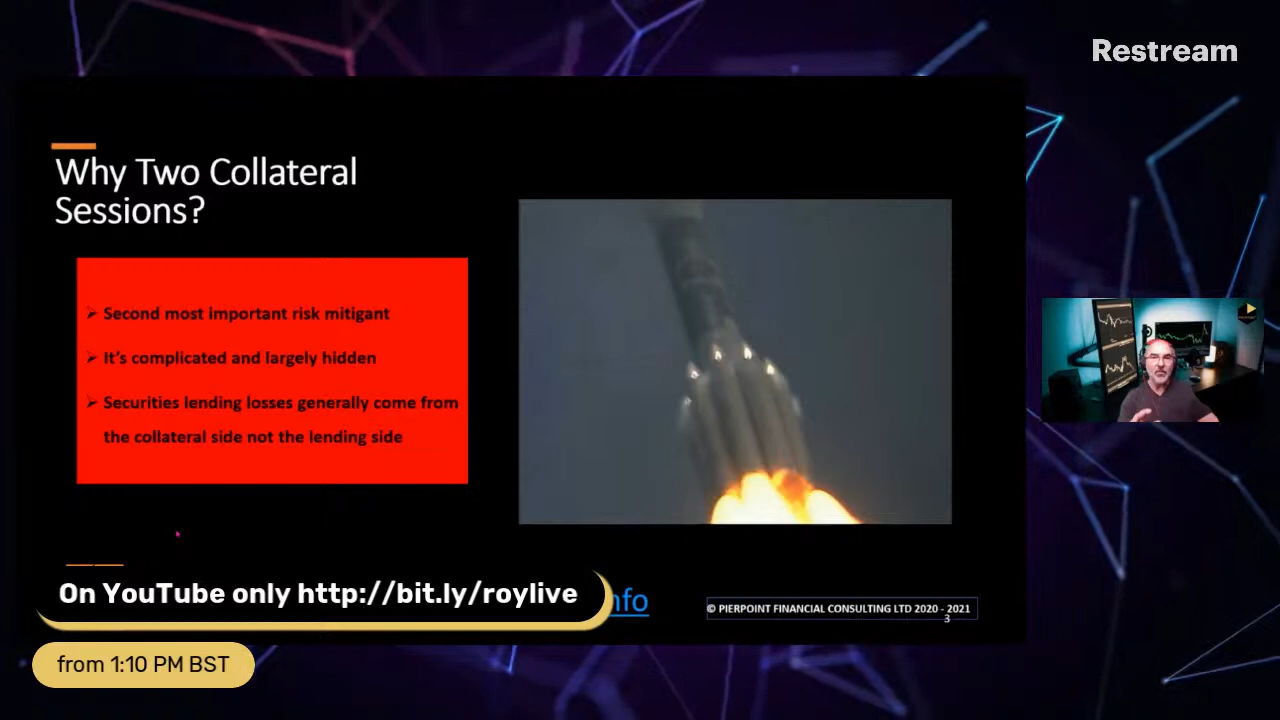 Restream
Why Two Collateral
Sessions?
➢ Second most important risk mitigant
➢ It's complicated and largely hidden
➢ Securities lending losses generally come from
the collateral side not the lending side
On YouTube only http://bit.ly/roylive
nfo
© PIERPOINT FINANCIAL CONSULTING LTD 2020 - 2021
3
from 1:10 PM BST